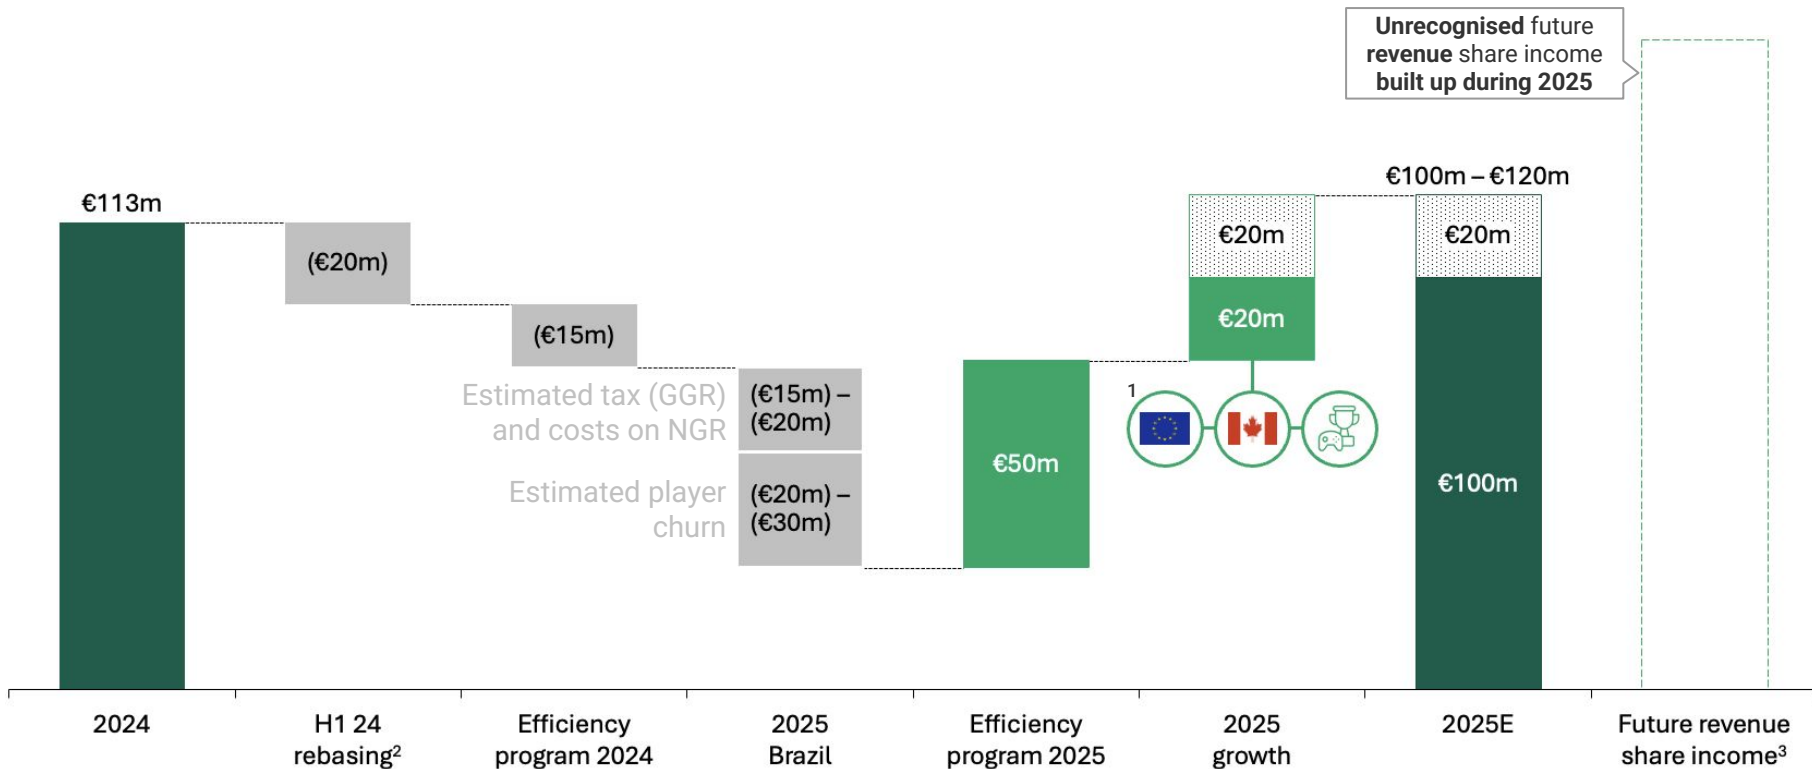 Unrecognised future
revenue share income
built up during 2025
€113m
(€20m)
(€15m)
Estimated tax (GGR)
and costs on NGR
(€15m) –
(€20m)
Estimated player
churn
(€20m) –
(€30m)
€50m
€20m
€20m
1
€100m – €120m
€20m
€100m
2024
H1 24
rebasing²
Efficiency
program 2024
2025
Brazil
Efficiency
program 2025
2025
growth
2025E
Future revenue
share income³